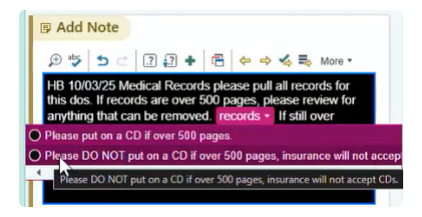 Add Note
More
HB 10/03/25 Medical Records please pull all records for
this dos. If records are over 500 pages, please review for
anything that can be removed. records If still over
Please put on a CD if over 500 pages.
Please DO NOT put on a CD if over 500 pages, insurance will not accept
Please DO NOT put on a CD if over 500 pages, insurance will not accept CDs.